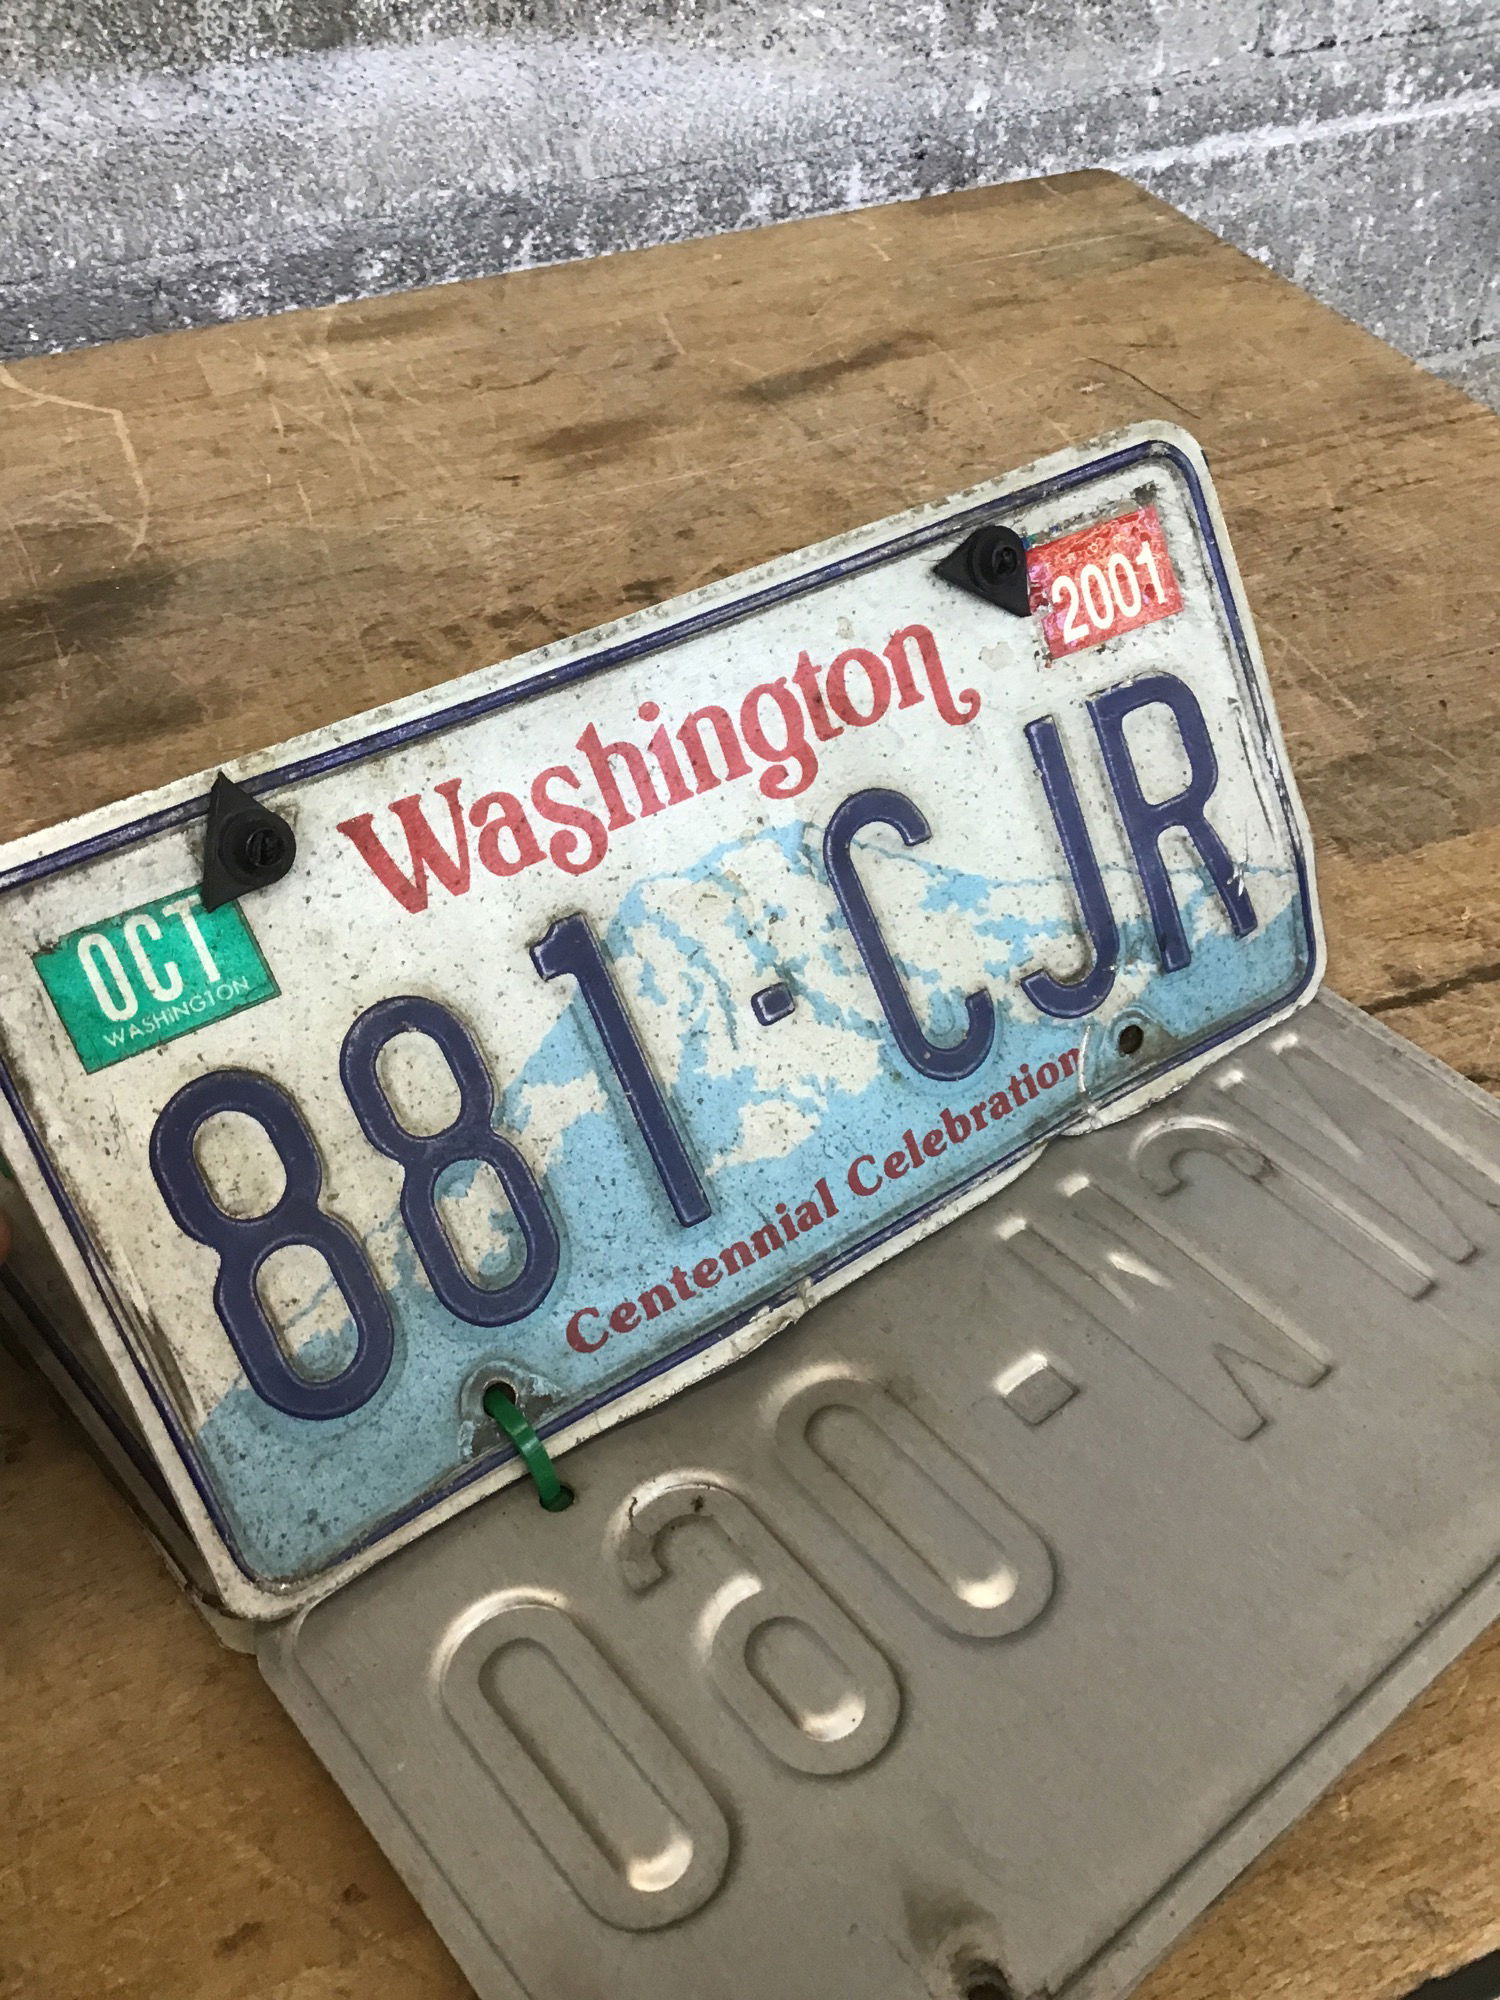 2001
Washington
OCT
WASHINGTON
881-CJR
Centennial Celebration